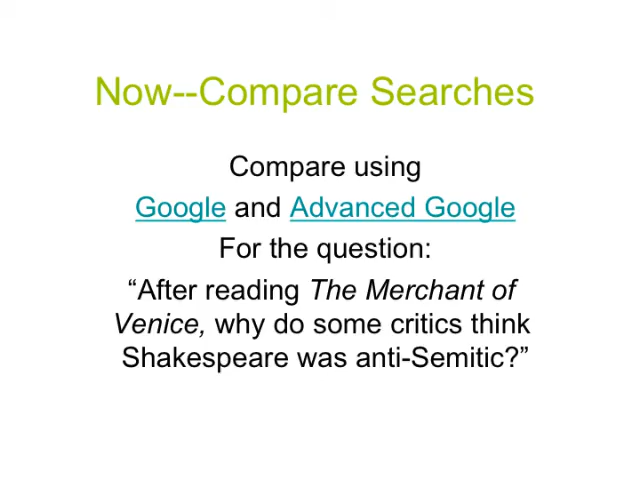 Now--Compare Searches
Compare using
Google and Advanced Google
For the question:
“After reading The Merchant of
Venice, why do some critics think
Shakespeare was anti-Semitic?”